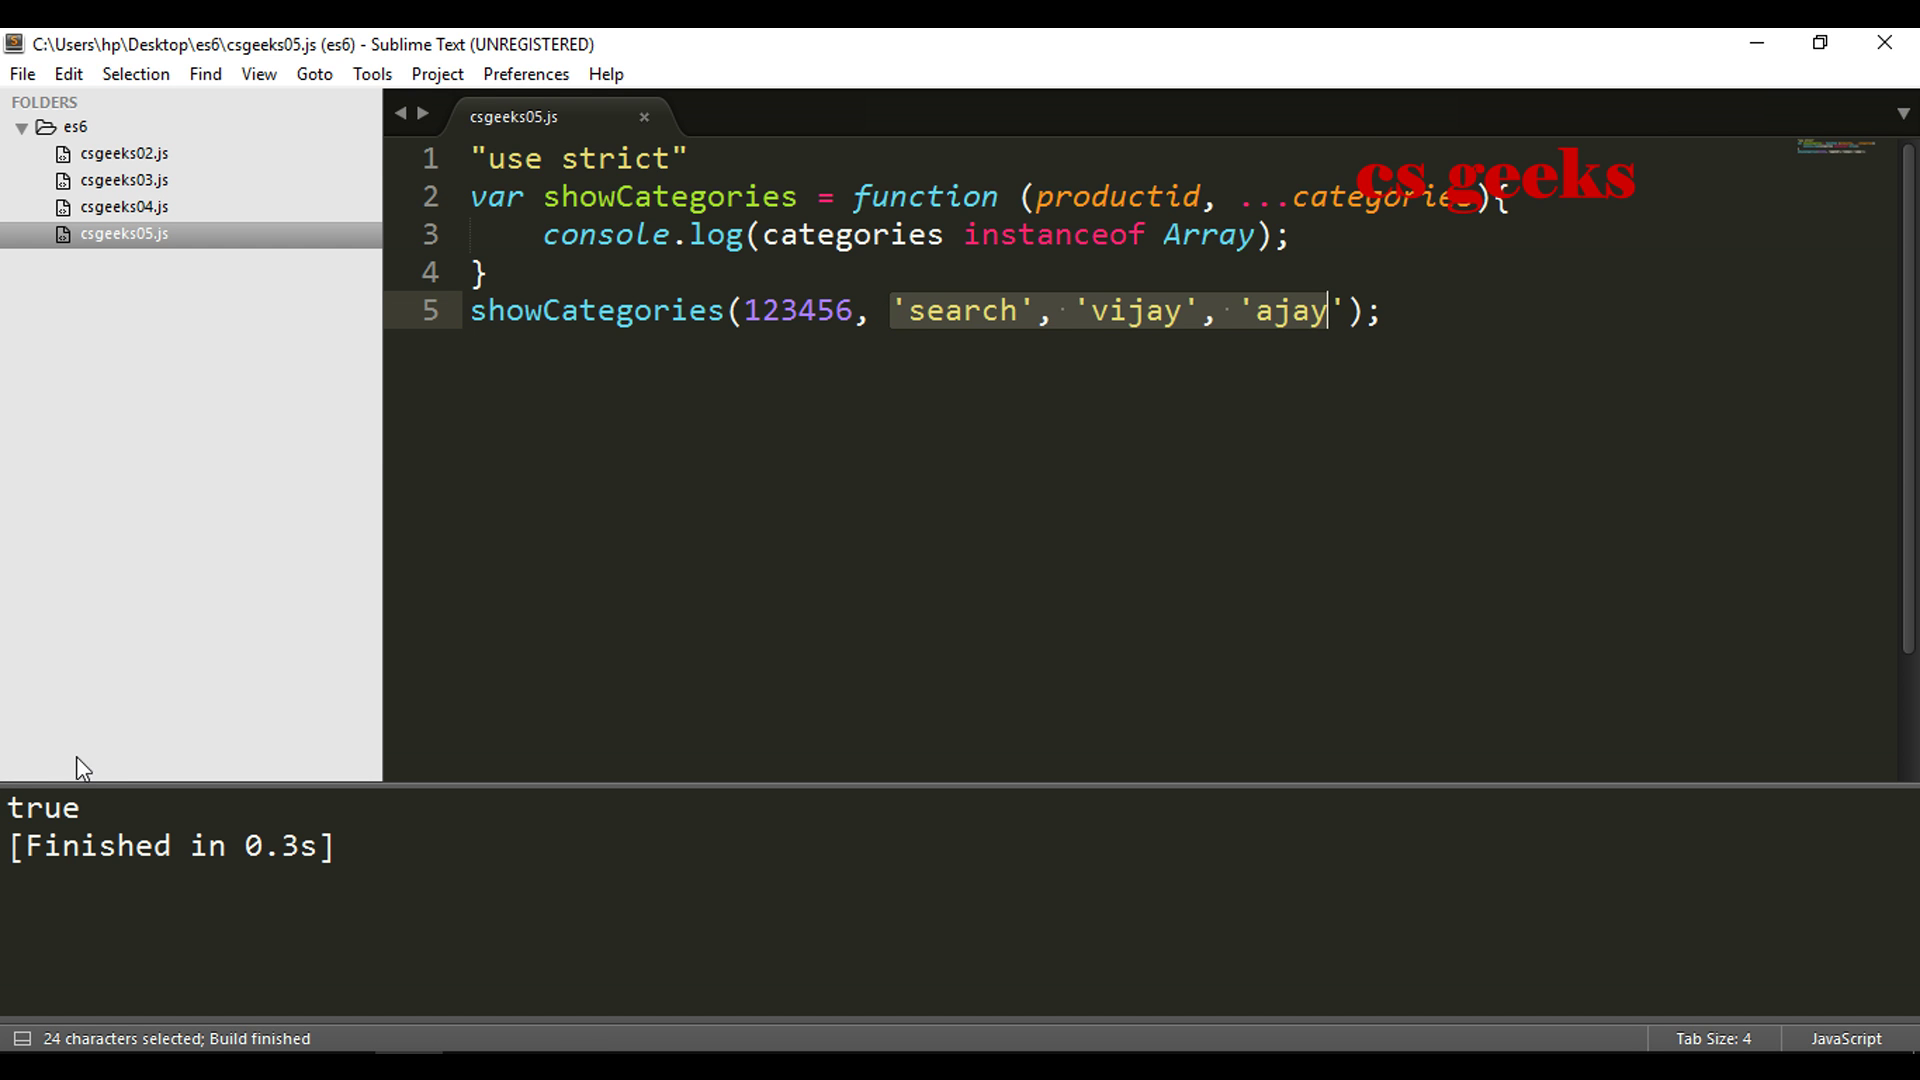 C:\Users\hp\Desktop\es6\csgeeks05.js (es6) - Sublime Text (UNREGISTERED)
File Edit Selection Find View Goto Tools Project Preferences Help
FOLDERS
es6
csgeeks02.js
csgeeks03.js
csgeeks04.js
csgeeks05.js
csgeeks05.js
cs geeks
1 "use strict"
2 var showCategories = function (productid, ...categories){
3 console.log(categories instanceof Array);
4 }
5 showCategories(123456, 'search', 'vijay', 'ajay');
true
[Finished in 0.3s]
24 characters selected; Build finished
Tab Size: 4
JavaScript